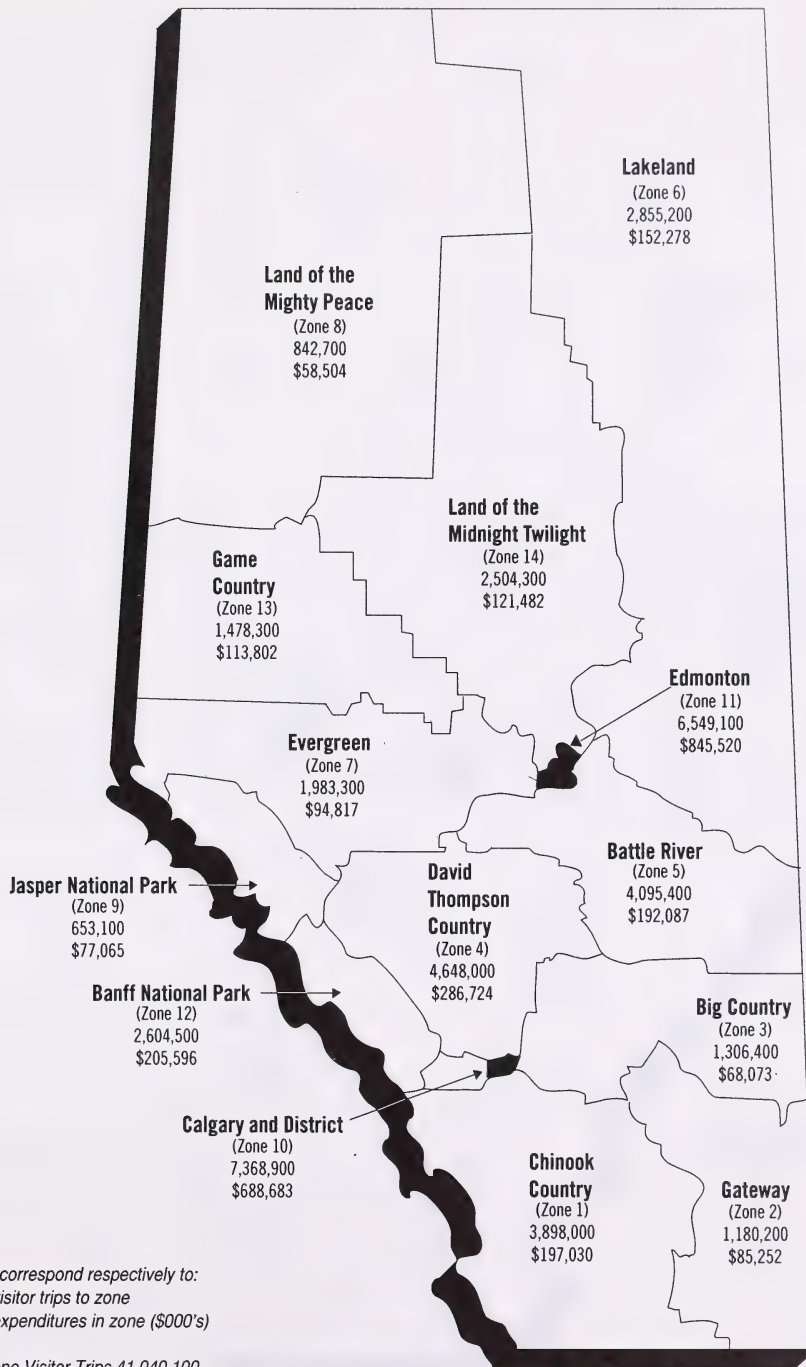 Lakeland
(Zone 6)
2,855,200
$152,278
Land of the
Mighty Peace
(Zone 8)
842,700
$58,504
Land of the
Midnight Twilight
(Zone 14)
2,504,300
$121,482
Game
Country
(Zone 13)
1,478,300
$113,802
Edmonton
(Zone 11)
6,549,100
$845,520
Evergreen
(Zone 7)
1,983,300
$94,817
Battle River
(Zone 5)
4,095,400
$192,087
David
Thompson
Country
(Zone 4)
4,648,000
$286,724
Jasper National Park
(Zone 9)
653,100
$77,065
Banff National Park
(Zone 12)
2,604,500
$205,596
Big Country
(Zone 3)
1,306,400
$68,073
Calgary and District
(Zone 10)
7,368,900
$688,683
Chinook
Country
(Zone 1)
3,898,000
$197,030
Gateway
(Zone 2)
1,180,200
$85,252
correspond respectively to:
visitor trips to zone
expenditures in zone ($000's)
Visitor Trips 41,040,100